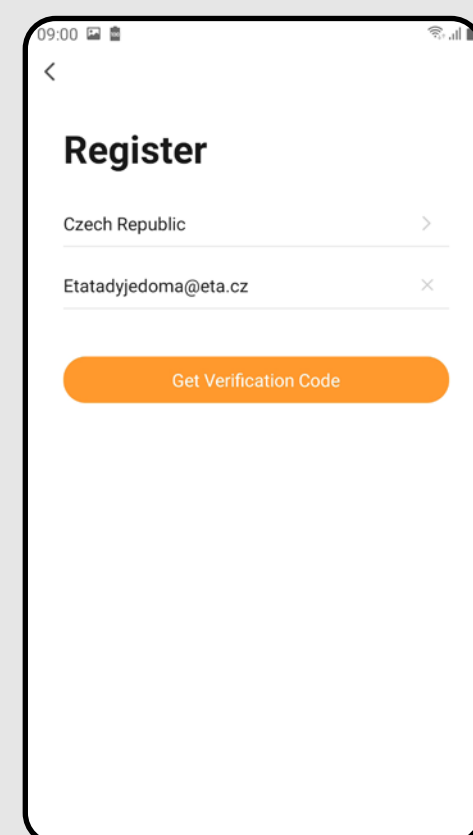 09:00
Register
Czech Republic
Etatadyjedoma@eta.cz
Get Verification Code